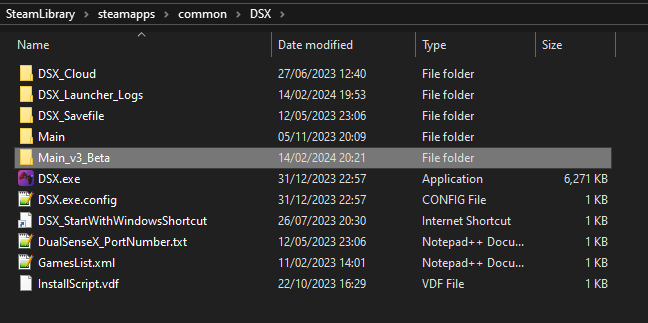 SteamLibrary > steamapps > common > DSX >
Name Date modified Type Size
DSX_Cloud 27/06/2023 12:40 File folder
DSX_Launcher_Logs 14/02/2024 19:53 File folder
DSX_Savefile 12/05/2023 23:06 File folder
Main 05/11/2023 20:09 File folder
Main_v3_Beta 14/02/2024 20:21 File folder
DSX.exe 31/12/2023 22:57 Application 6,271 KB
DSX.exe.config 31/12/2023 22:57 CONFIG File 1 KB
DSX_StartWithWindowsShortcut 26/07/2023 20:30 Internet Shortcut 1 KB
DualSenseX_PortNumber.txt 12/05/2023 23:06 Notepad++ Docu... 1 KB
GamesList.xml 11/02/2023 14:01 Notepad++ Docu... 1 KB
InstallScript.vdf 22/10/2023 16:29 VDF File 1 KB